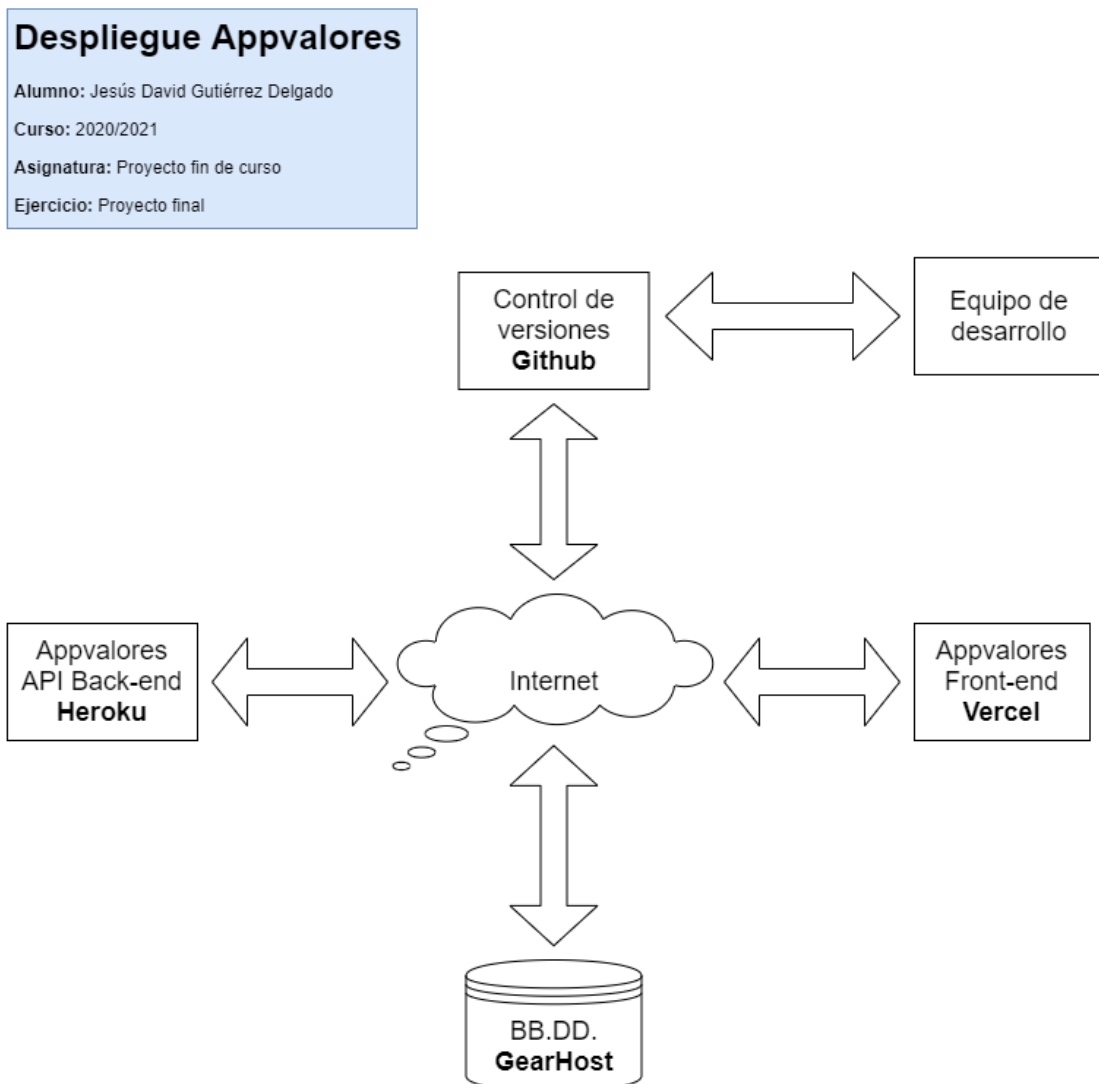 Despliegue Appvalores
Alumno: Jesús David Gutiérrez Delgado
Curso: 2020/2021
Asignatura: Proyecto fin de curso
Ejercicio: Proyecto final
Control de
versiones
Github
Equipo de
desarrollo
Appvalores
API Back-end
Heroku
Internet
Appvalores
Front-end
Vercel
BB.DD.
GearHost